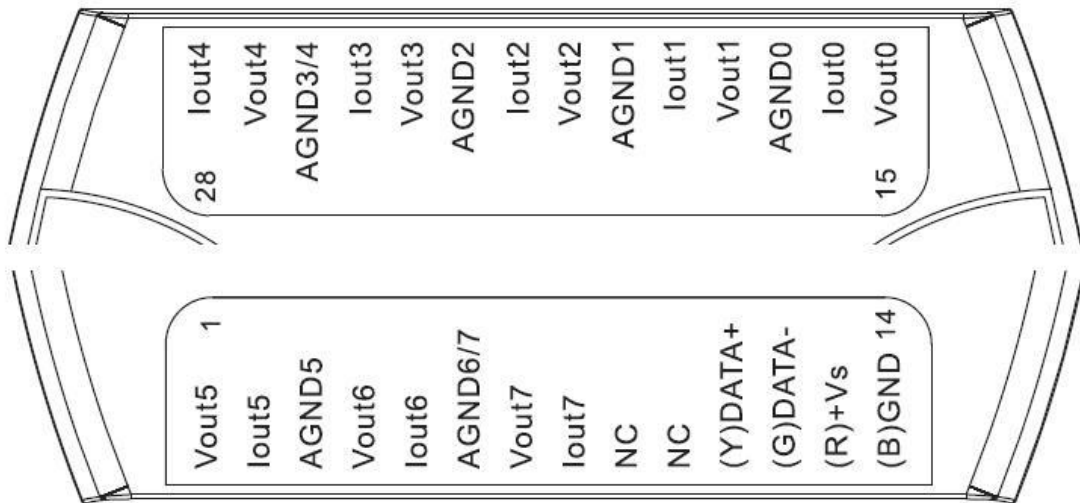 Iout4
Vout4
AGND3/4
Iout3
Vout3
AGND2
Iout2
Vout2
AGND1
Iout1
Vout1
AGND0
Iout0
Vout0
28
15
1
Vout5
Iout5
AGND5
Vout6
Iout6
AGND6/7
Vout7
Iout7
NC
NC
(Y)DATA+
(G)DATA-
(R)+Vs
(B)GND 14